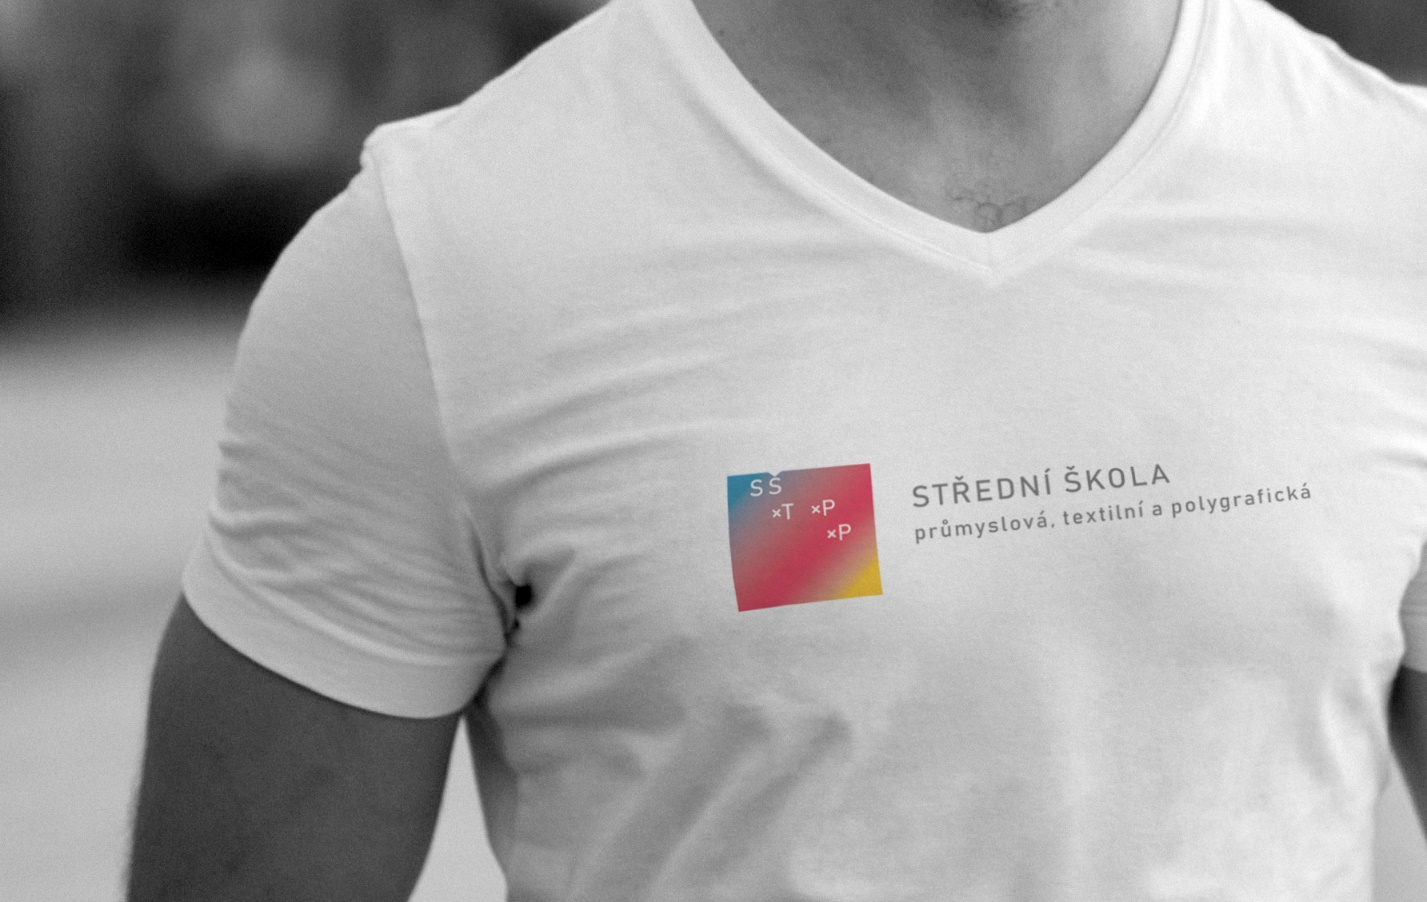 SŠ
×T ×P
×P
STŘEDNÍ ŠKOLA
průmyslová, textilní a polygrafická